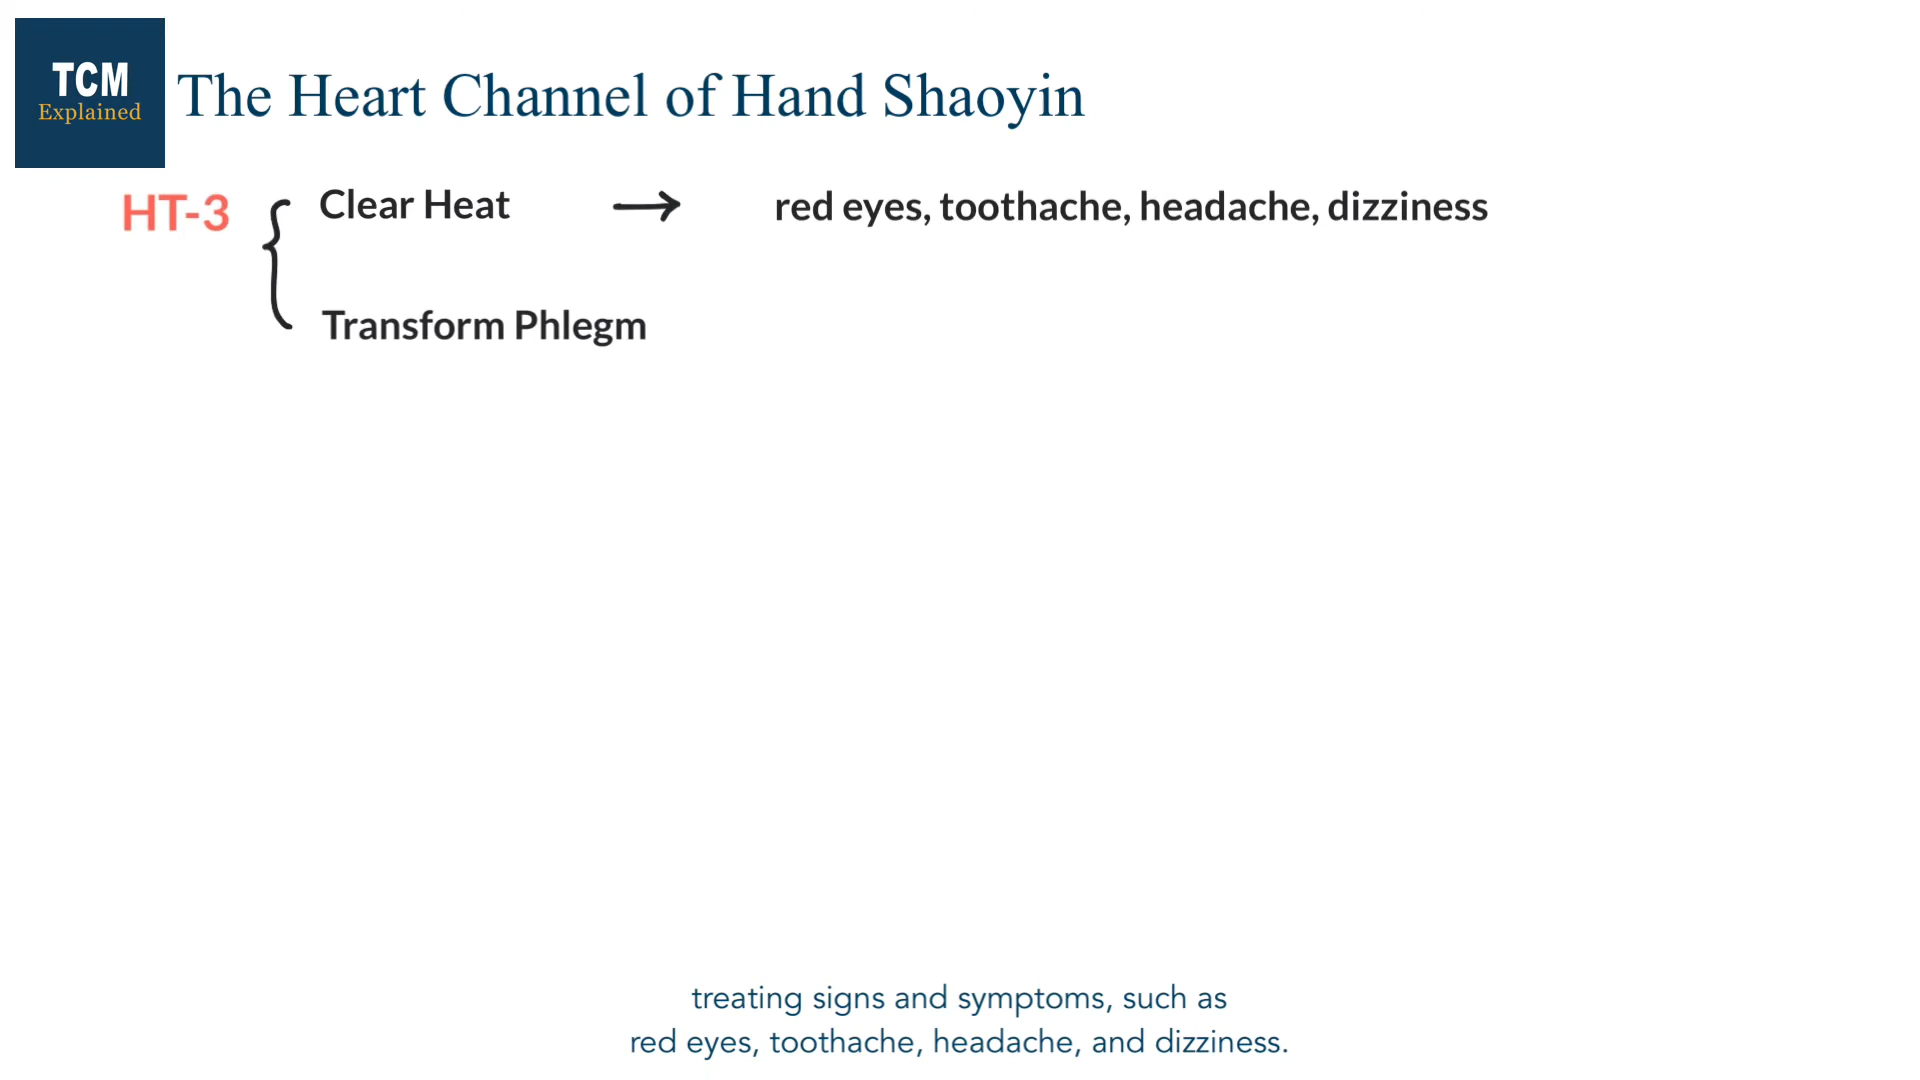 TCM
Explained
The Heart Channel of Hand Shaoyin
HT-3
Clear Heat → red eyes, toothache, headache, dizziness
Transform Phlegm
treating signs and symptoms, such as
red eyes, toothache, headache, and dizziness.